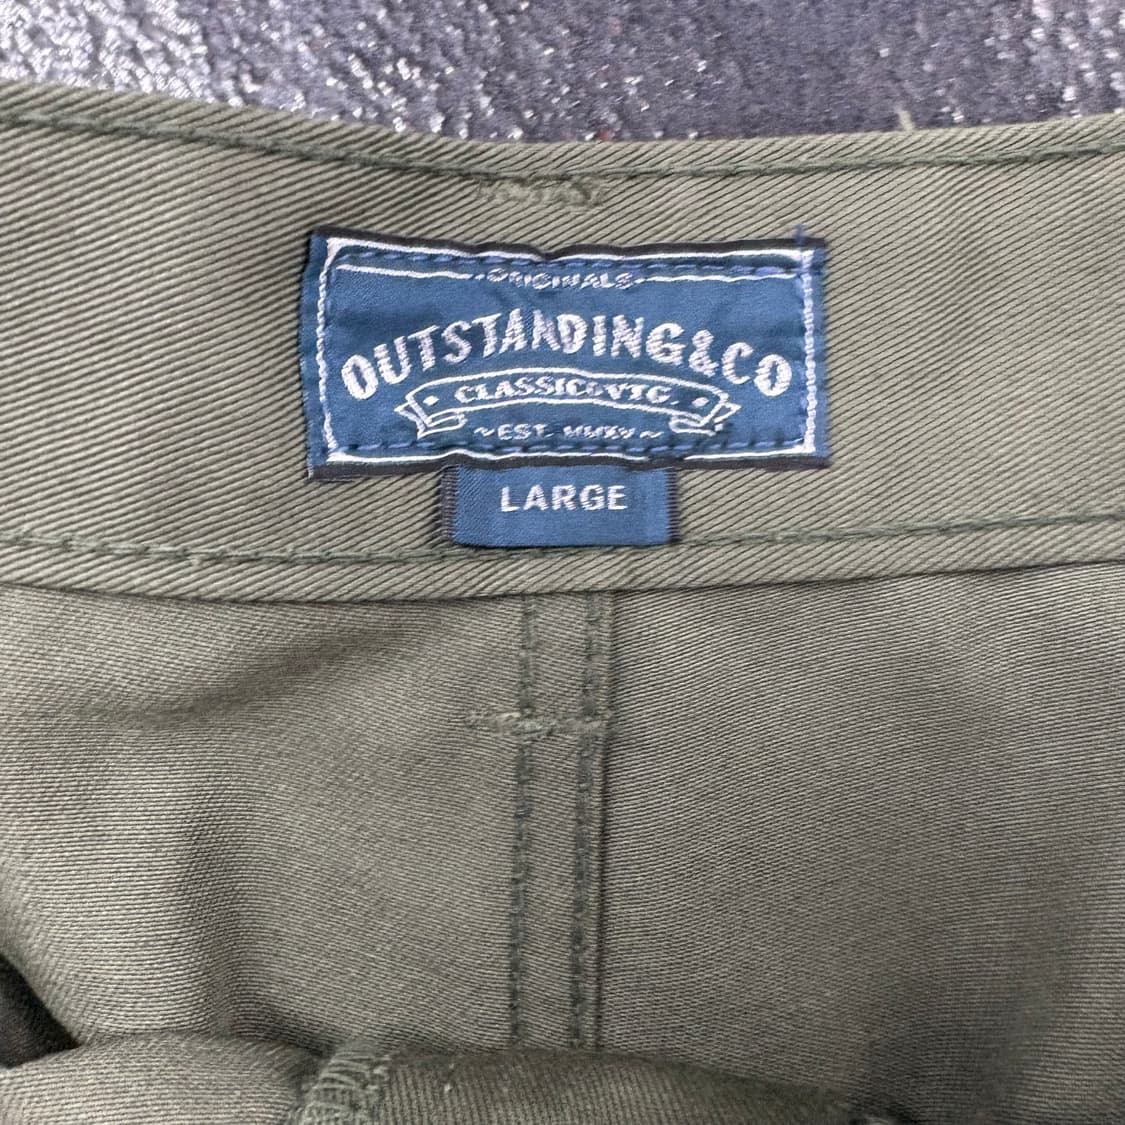 ORIGINALS
OUTSTANDING&CO
CLASSIC&VTG.
~EST. MMXV~
LARGE